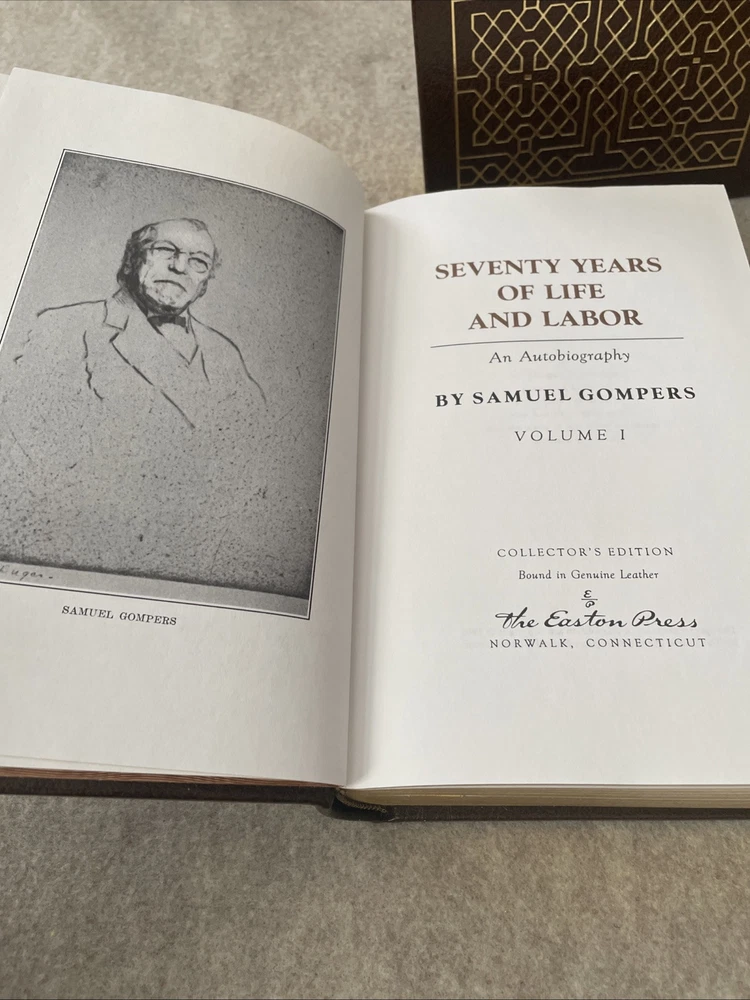 SAMUEL GOMPERS
SEVENTY YEARS
OF LIFE
AND LABOR
An Autobiography
BY SAMUEL GOMPERS
VOLUME I
COLLECTOR'S EDITION
Bound in Genuine Leather
E
P
The Easton Press
NORWALK, CONNECTICUT